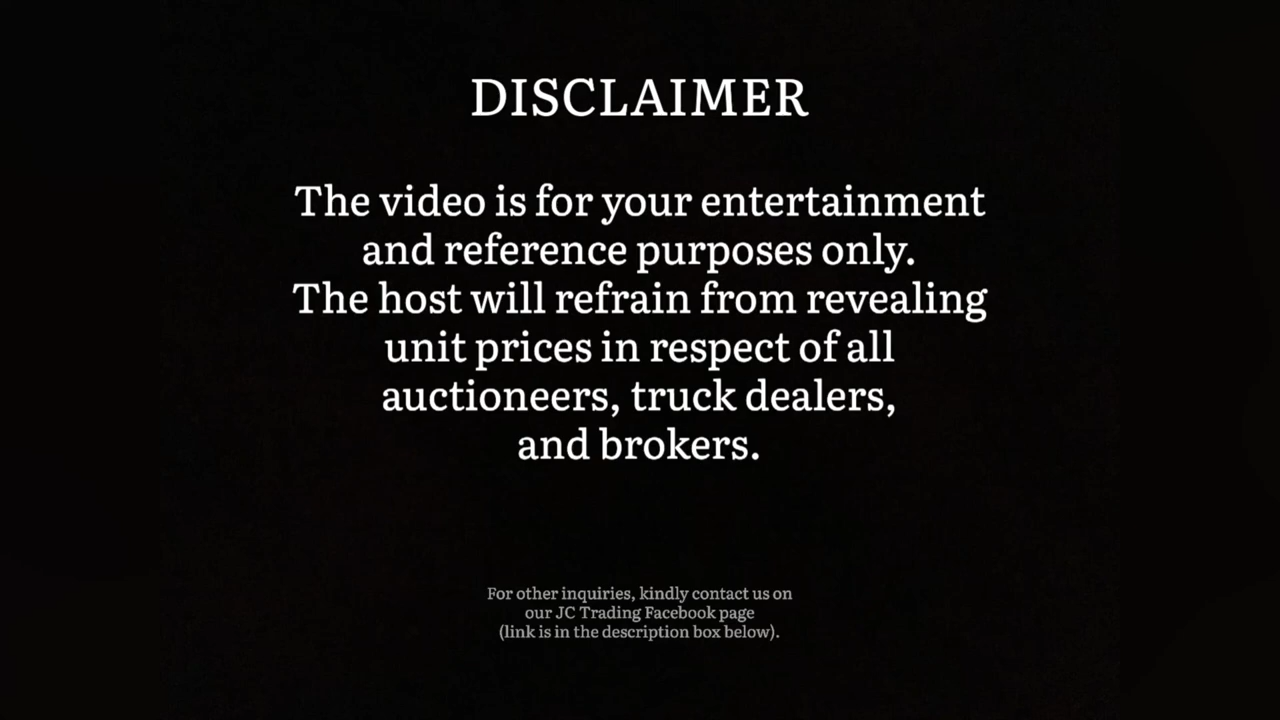 DISCLAIMER
The video is for your entertainment
and reference purposes only.
The host will refrain from revealing
unit prices in respect of all
auctioneers, truck dealers,
and brokers.
For other inquiries, kindly contact us on
our JC Trading Facebook page
(link is in the description box below).